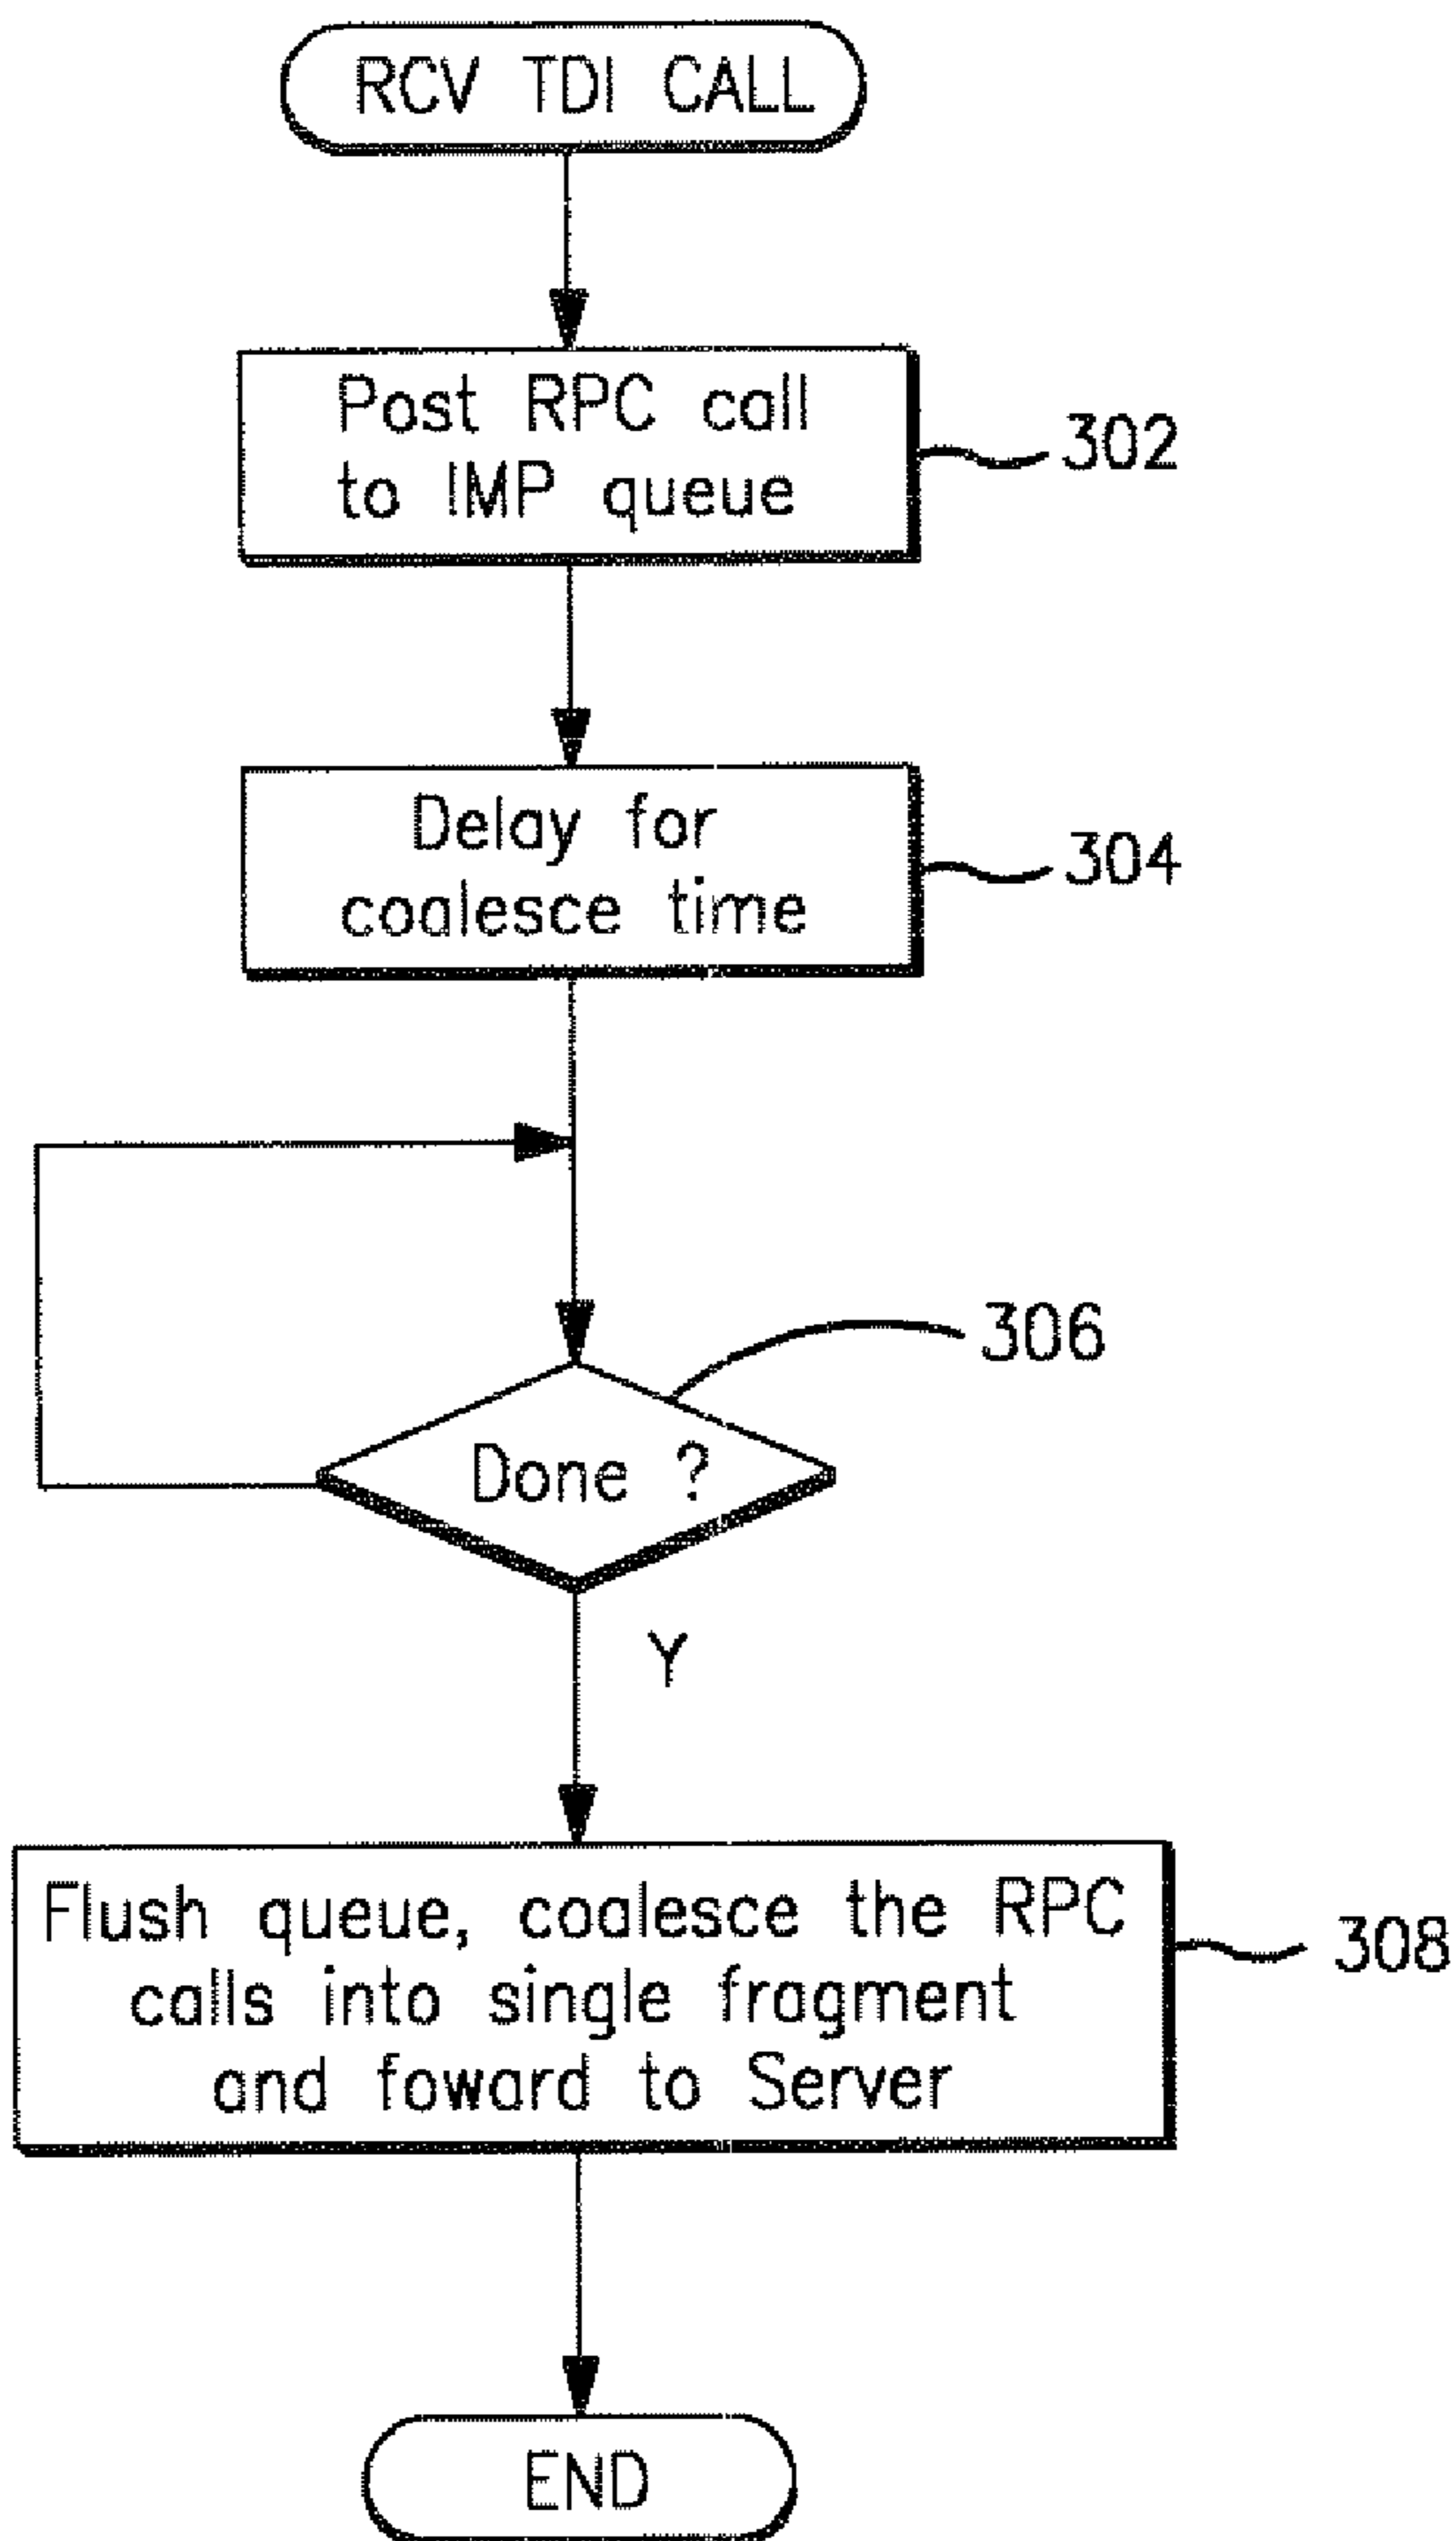 RCV TDI CALL
Post RPC call
to IMP queue
302
Delay for
coalesce time
304
306
Done ?
Y
Flush queue, coalesce the RPC
calls into single fragment
and foward to Server
308
END